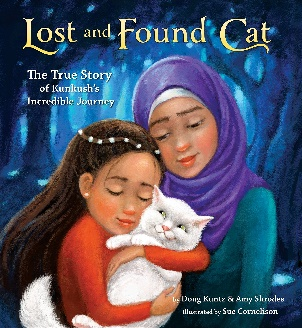 Lost and Found Cat
The True Story
of Kunkush's
Incredible Journey
by Doug Kuntz & Amy Shrodes
illustrated by Sue Cornelison